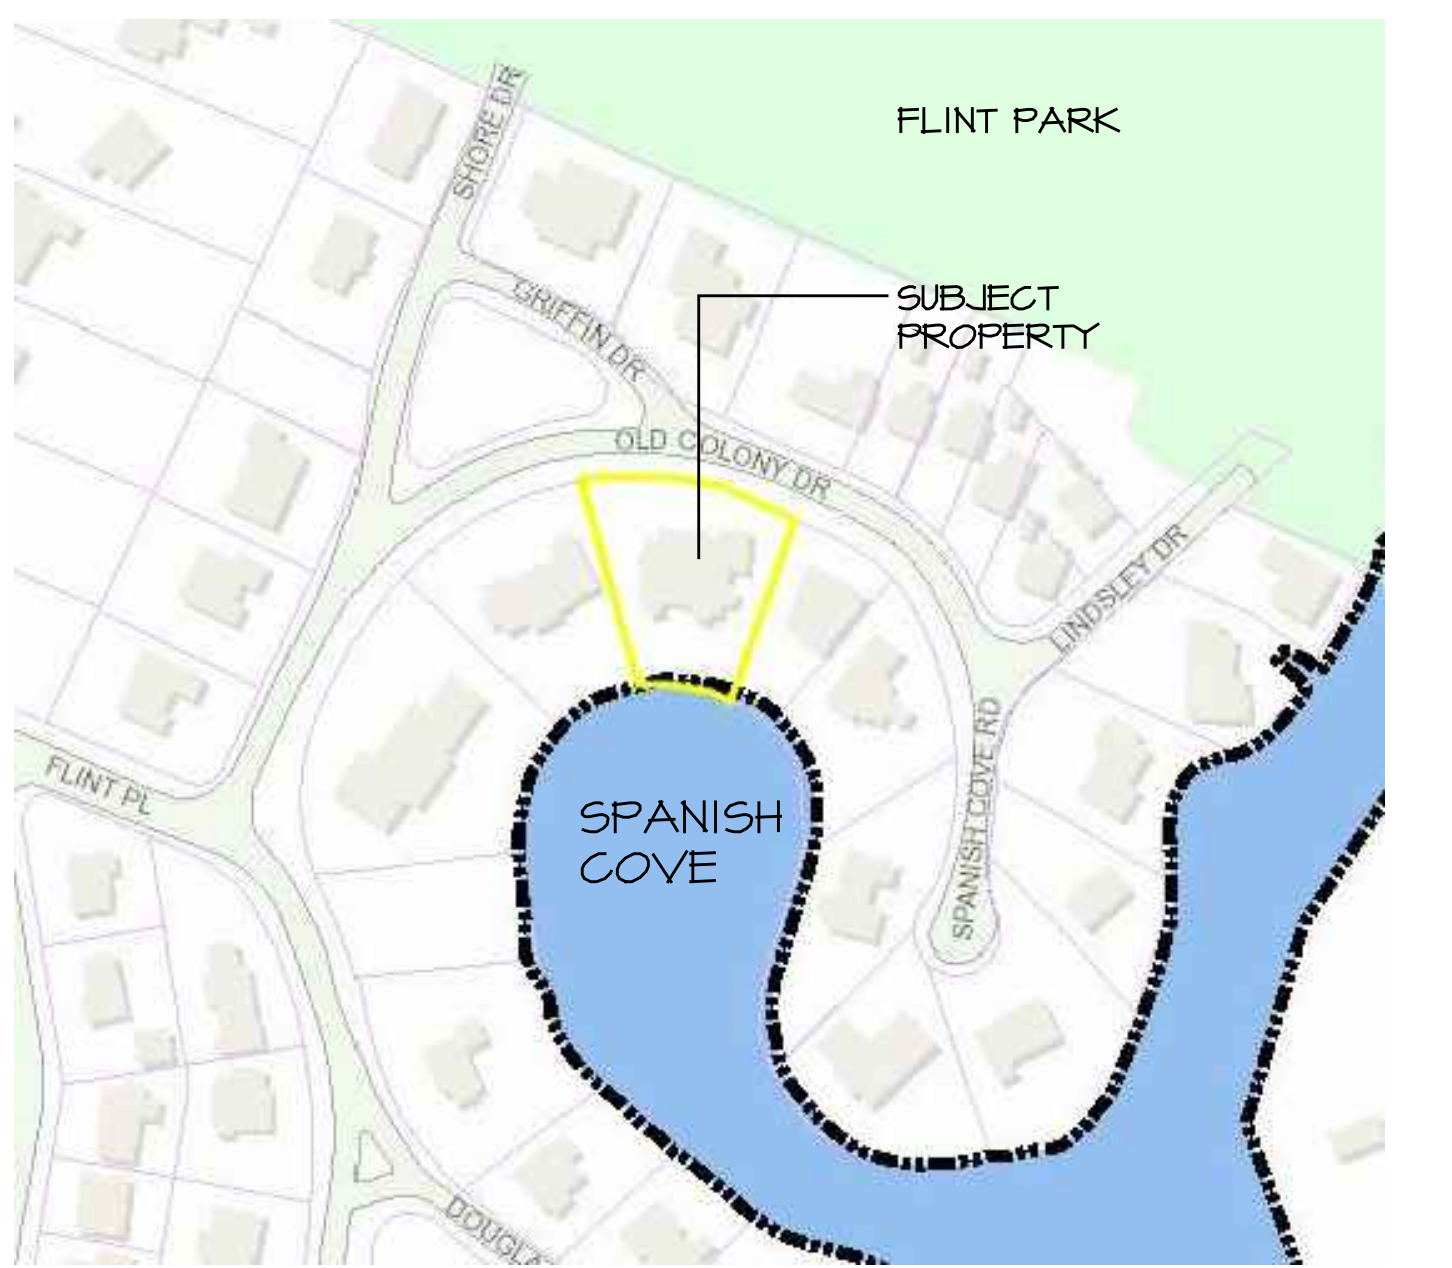 FLINT PARK
SHORE DR
SUBJECT
PROPERTY
GRIFFIN DR
OLD COLONY DR
LINDSLEY DR
SPANISH COVE RD
FLINT PL
SPANISH
COVE
DOUGLA